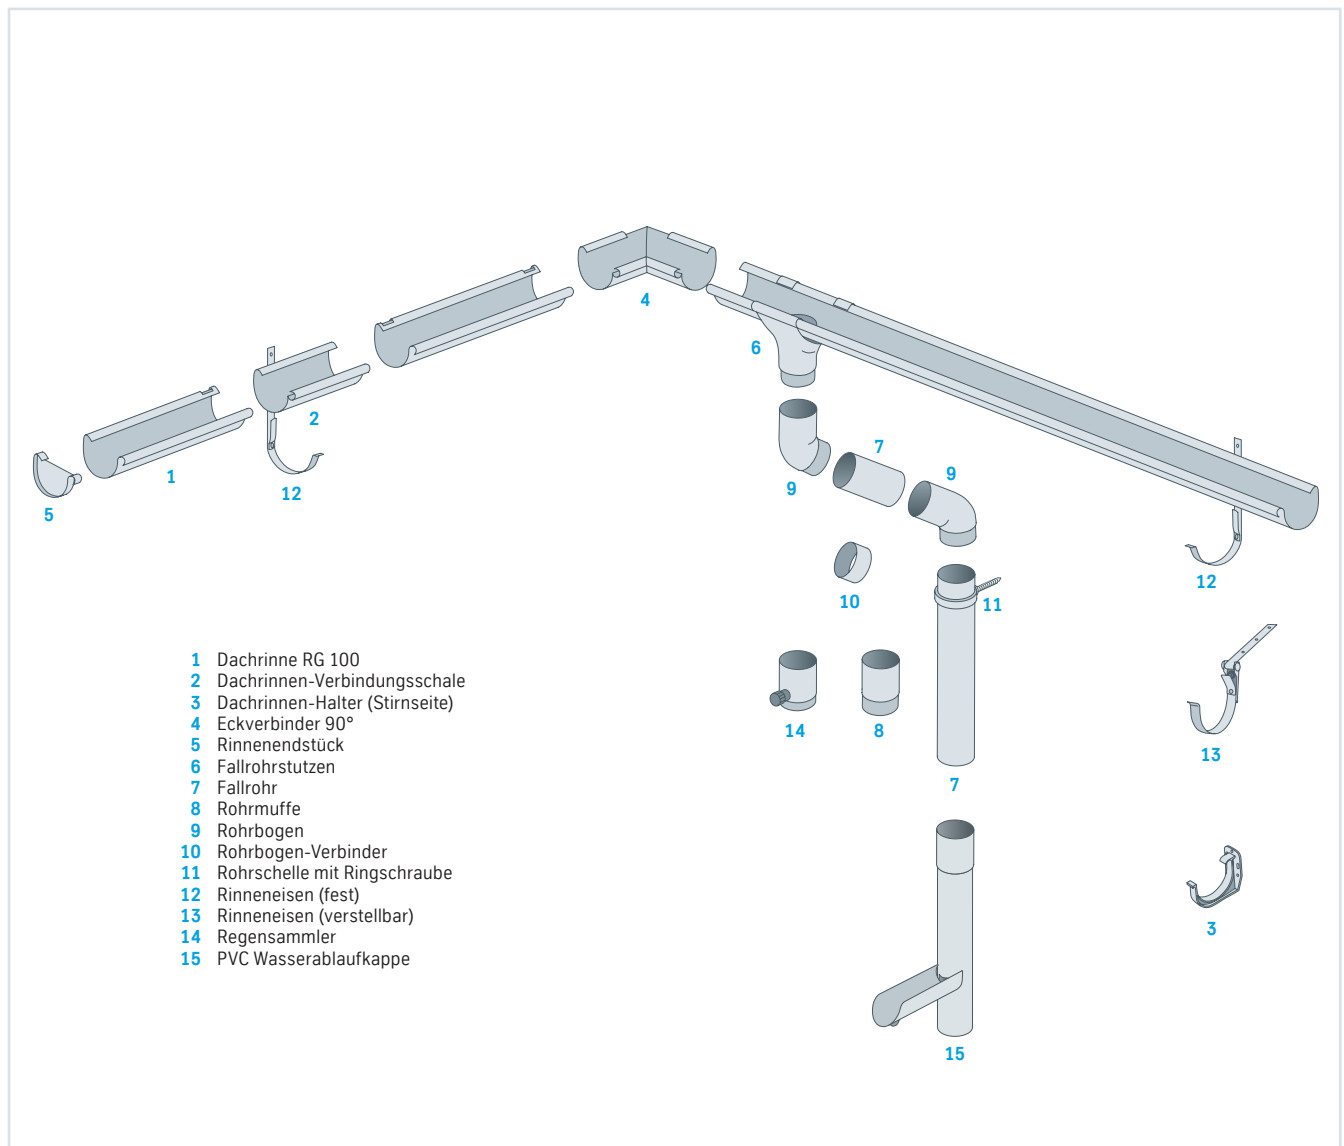 4
6
2
7
9
9
1
12
5
12
10
11
1 Dachrinne RG 100
2 Dachrinnen-Verbindungsschale
3 Dachrinnen-Halter (Stirnseite)
4 Eckverbinder 90°
5 Rinnenendstück
6 Fallrohrstutzen
7 Fallrohr
8 Rohrmuffe
9 Rohrbogen
10 Rohrbogen-Verbinder
11 Rohrschelle mit Ringschraube
12 Rinneneisen (fest)
13 Rinneneisen (verstellbar)
14 Regensammler
15 PVC Wasserablaufkappe
14
8
13
7
3
15